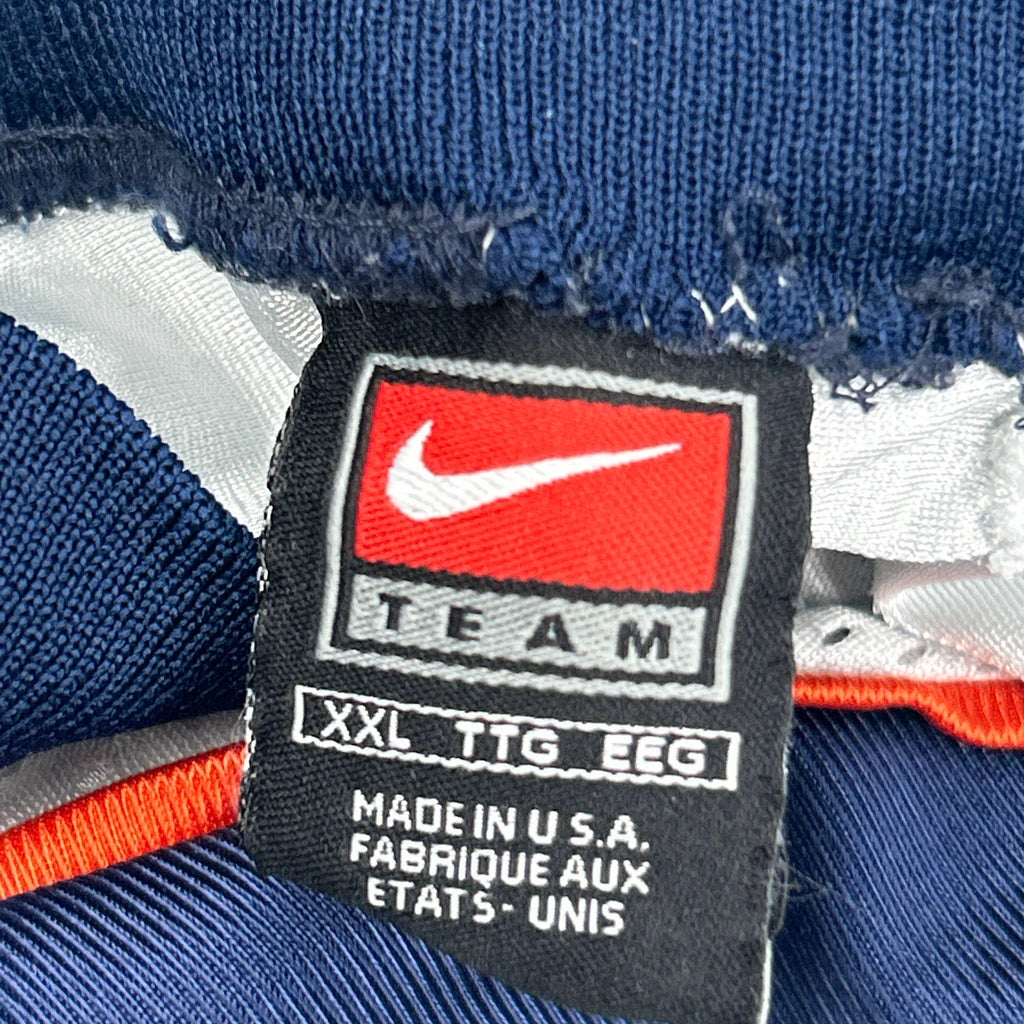 TEAM
XXL TTG EEG
MADE IN U S.A.
FABRIQUE AUX
ETATS - UNIS